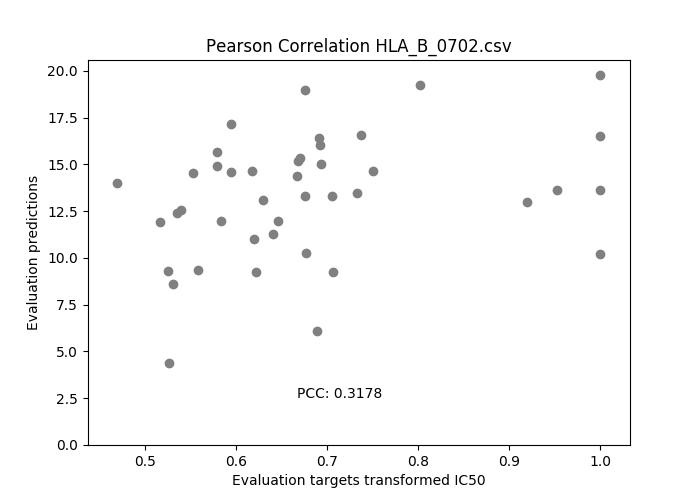 Pearson Correlation HLA_B_0702.csv
20.0
17.5
15.0
12.5
10.0
7.5
5.0
2.5
0.0
Evaluation predictions
PCC: 0.3178
0.5 0.6 0.7 0.8 0.9 1.0
Evaluation targets transformed IC50